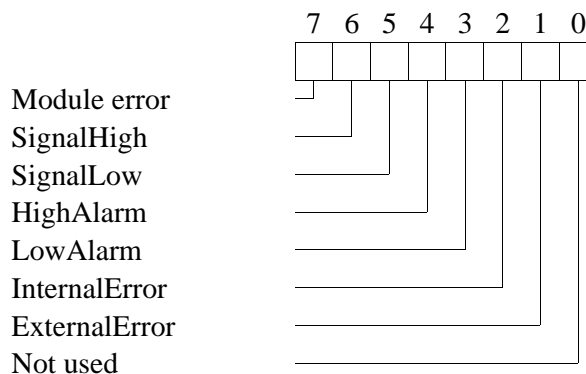 7 6 5 4 3 2 1 0
Module error
SignalHigh
SignalLow
HighAlarm
LowAlarm
InternalError
ExternalError
Not used